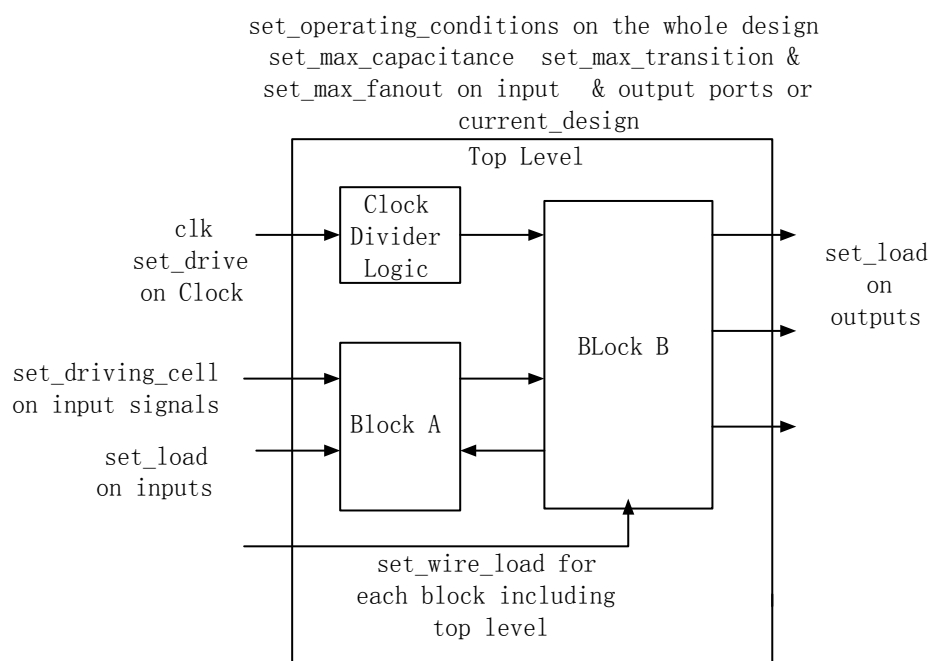 set_operating_conditions on the whole design
set_max_capacitance set_max_transition &
set_max_fanout on input & output ports or
current_design
Top Level
clk
set_drive
on Clock
Clock
Divider
Logic
set_load
on
outputs
BLock B
set_driving_cell
on input signals
Block A
set_load
on inputs
set_wire_load for
each block including
top level